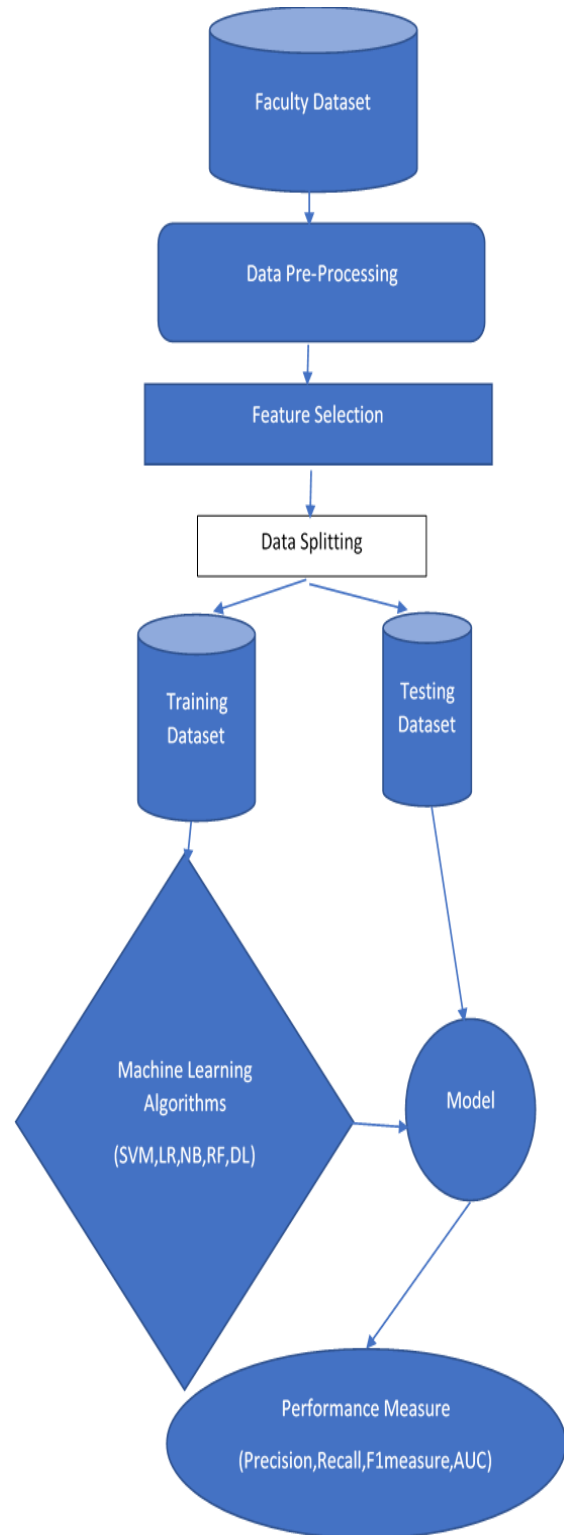 Faculty Dataset
Data Pre-Processing
Feature Selection
Data Splitting
Training
Dataset
Testing
Dataset
Machine Learning
Algorithms
(SVM,LR,NB,RF,DL)
Model
Performance Measure
(Precision,Recall,F1measure,AUC)